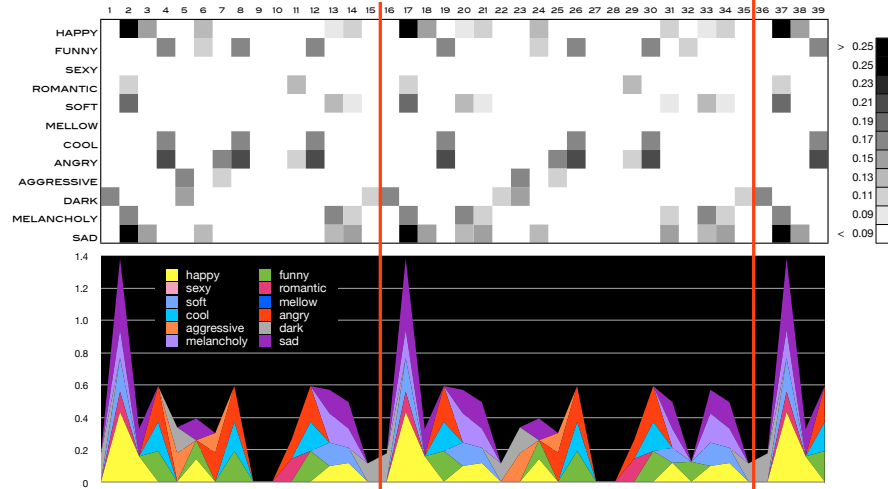 1 2 3 4 5 6 7 8 9 10 11 12 13 14 15 16 17 18 19 20 21 22 23 24 25 26 27 28 29 30 31 32 33 34 35 36 37 38 39
HAPPY
FUNNY
SEXY
ROMANTIC
SOFT
MELLOW
COOL
ANGRY
AGGRESSIVE
DARK
MELANCHOLY
SAD
> 0.25
0.25
0.23
0.21
0.19
0.17
0.15
0.13
0.11
0.09
< 0.09
1.4
1.2
1.0
0.8
0.6
0.4
0.2
0
happy funny
sexy romantic
soft mellow
cool angry
aggressive dark
melancholy sad